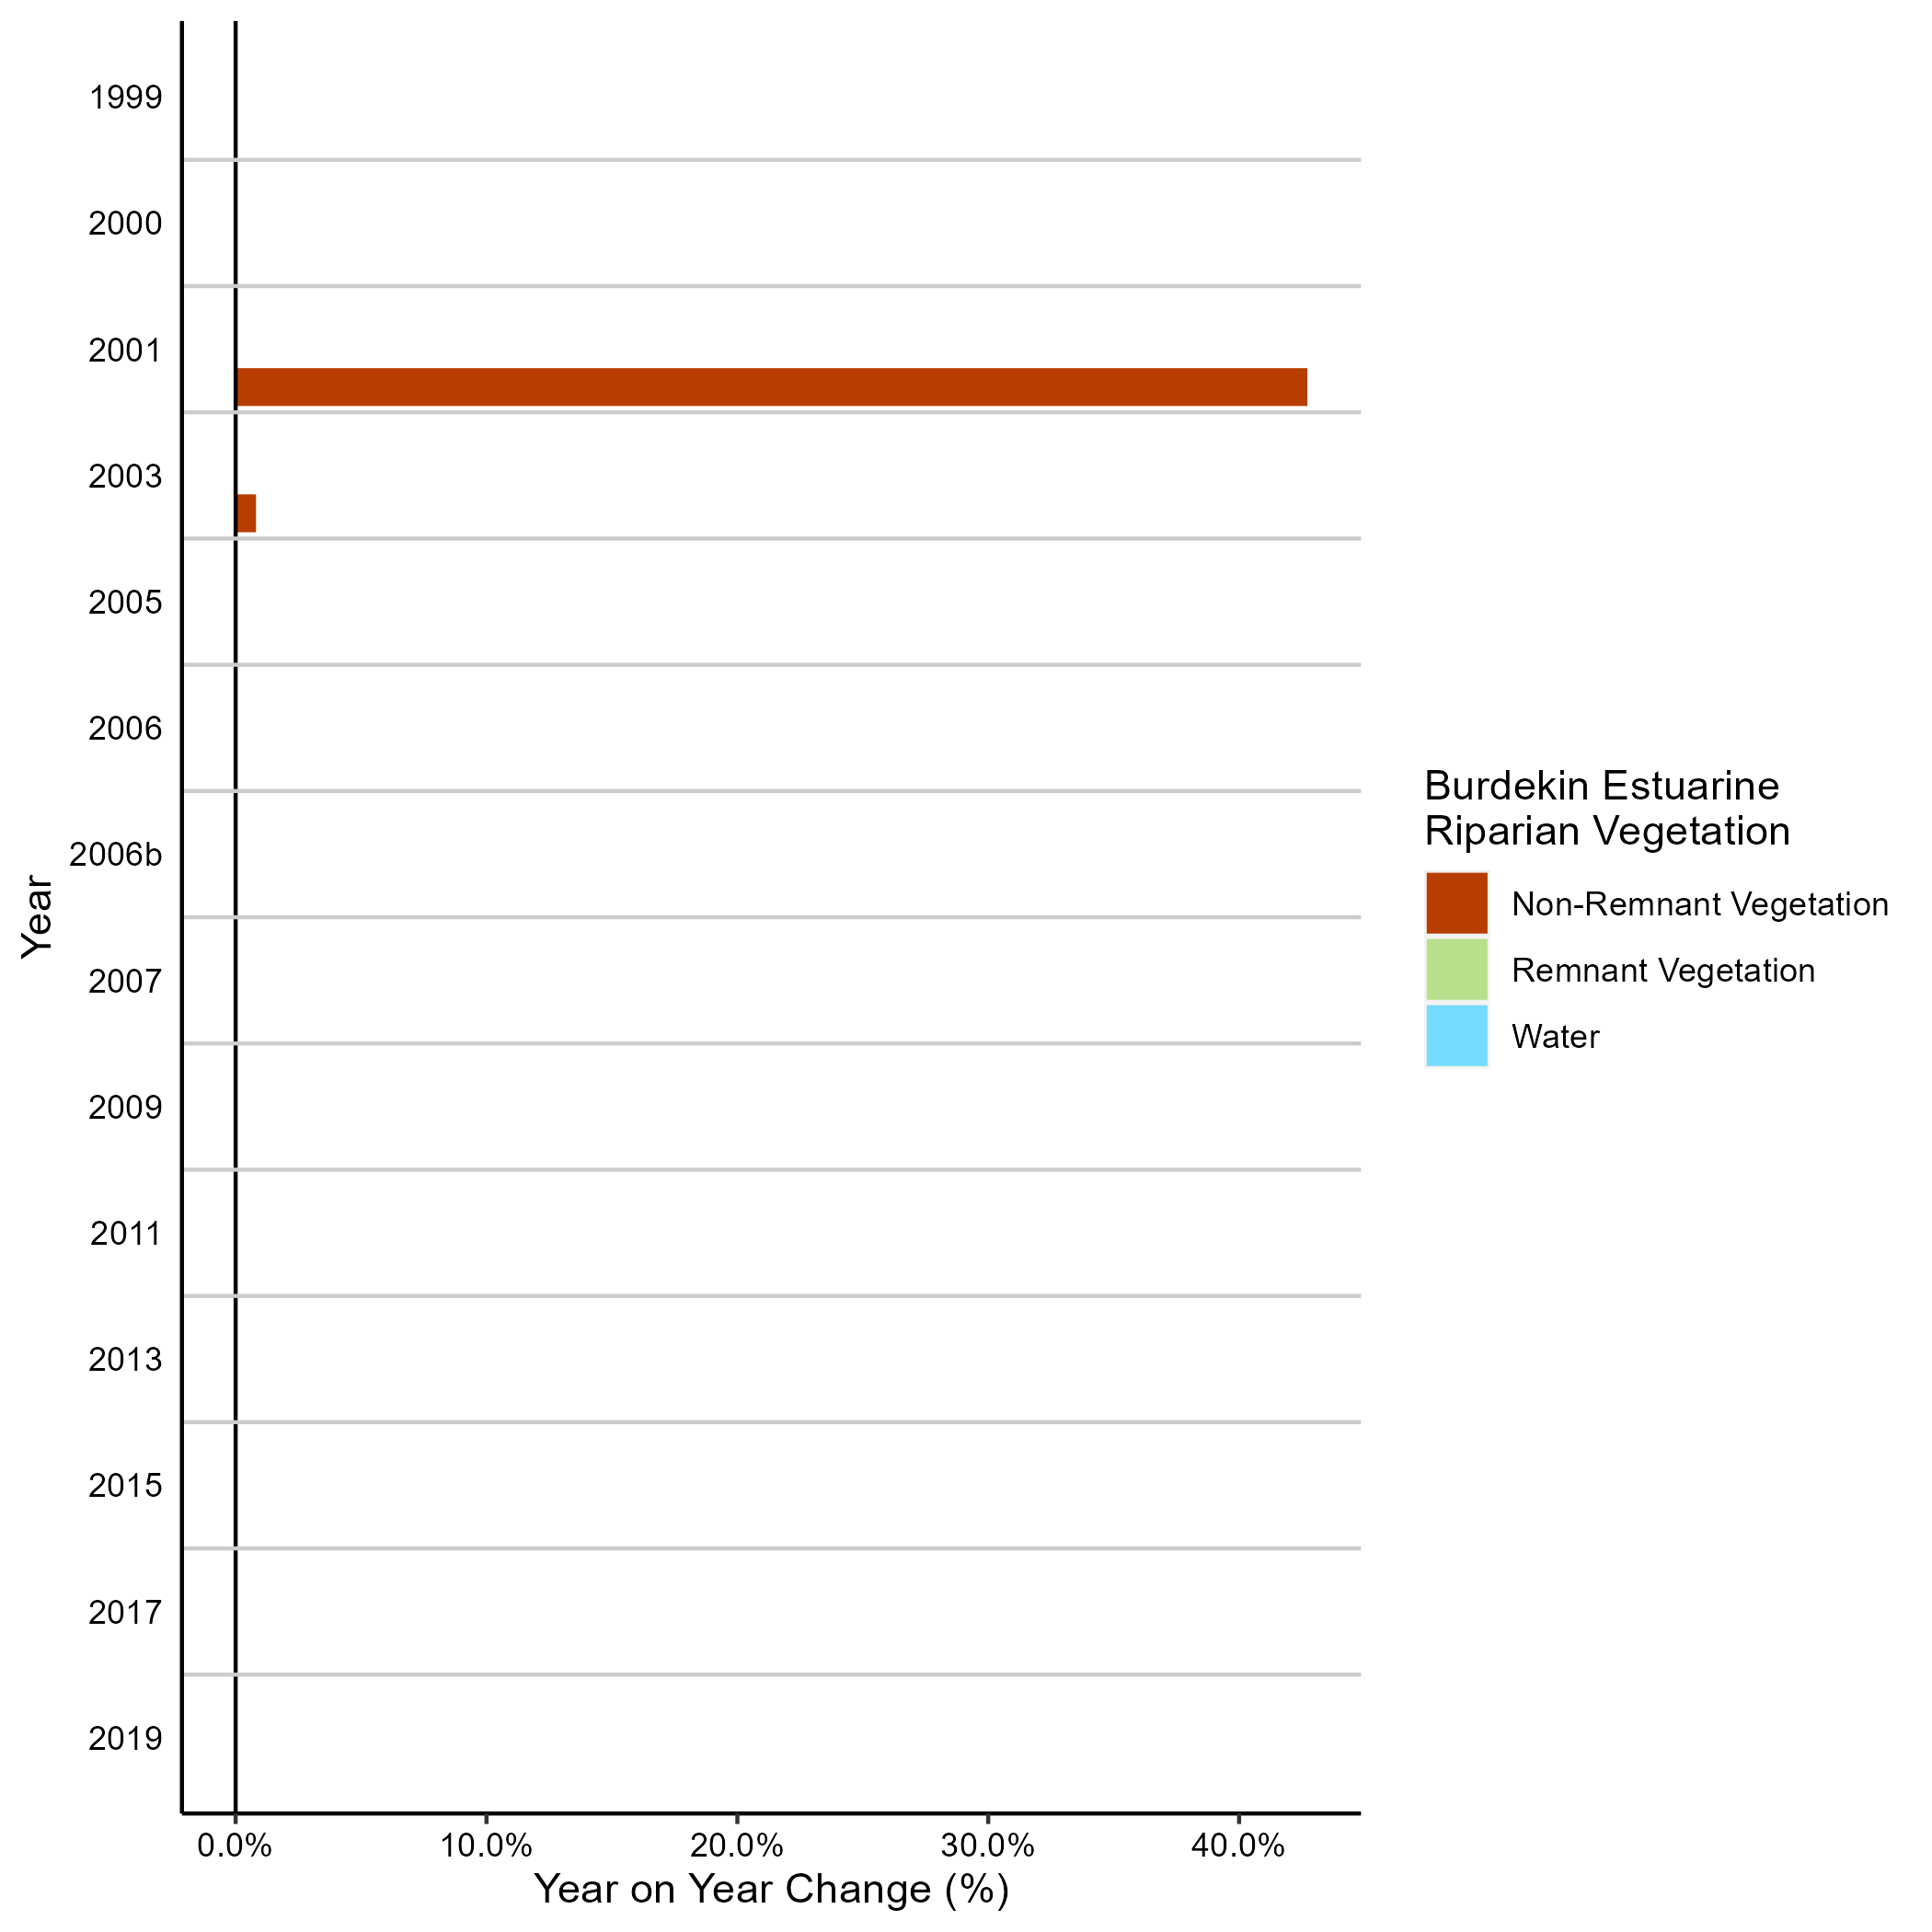 1999
2000
2001
2003
2005
2006
2006b
2007
2009
2011
2013
2015
2017
2019
Year
0.0%
10.0%
20.0%
30.0%
40.0%
Year on Year Change (%)
Burdekin Estuarine
Riparian Vegetation
Non-Remnant Vegetation
Remnant Vegetation
Water